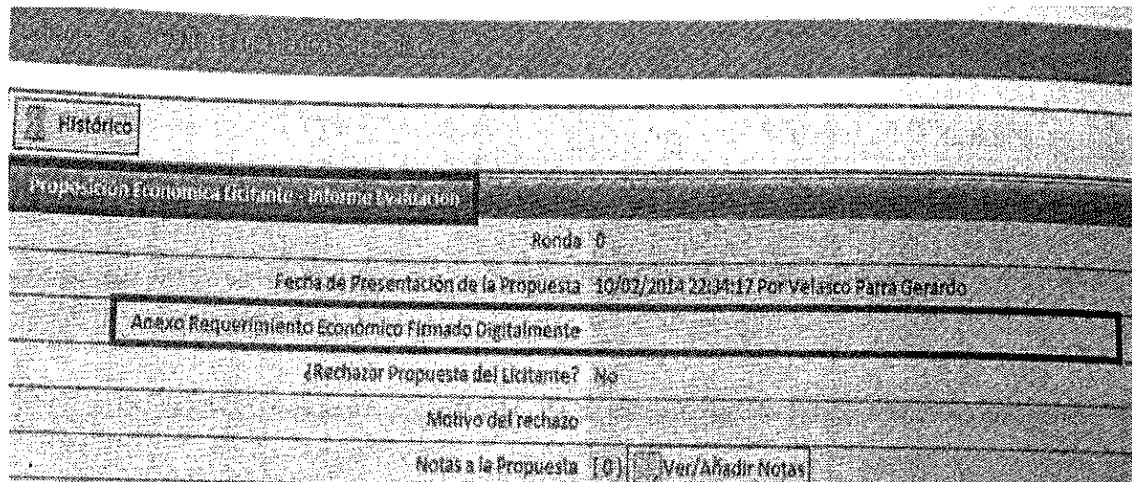 Histórico
Proposición Económica Licitante - Informe Evaluación
Ronda 0
Fecha de Presentación de la Propuesta 10/02/2014 22:34:17 Por Velasco Parra Gerardo
Anexo Requerimiento Económico Firmado Digitalmente
¿Rechazar Propuesta del Licitante? No
Motivo del rechazo
Notas a la Propuesta [ 0 ] Ver/Añadir Notas